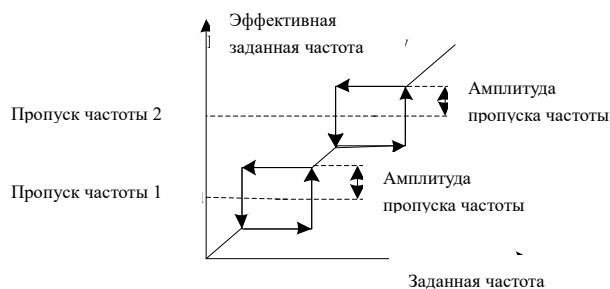 Эффективная
заданная частота
Амплитуда
пропуска частоты
Пропуск частоты 2
Амплитуда
пропуска частоты
Пропуск частоты 1
Заданная частота